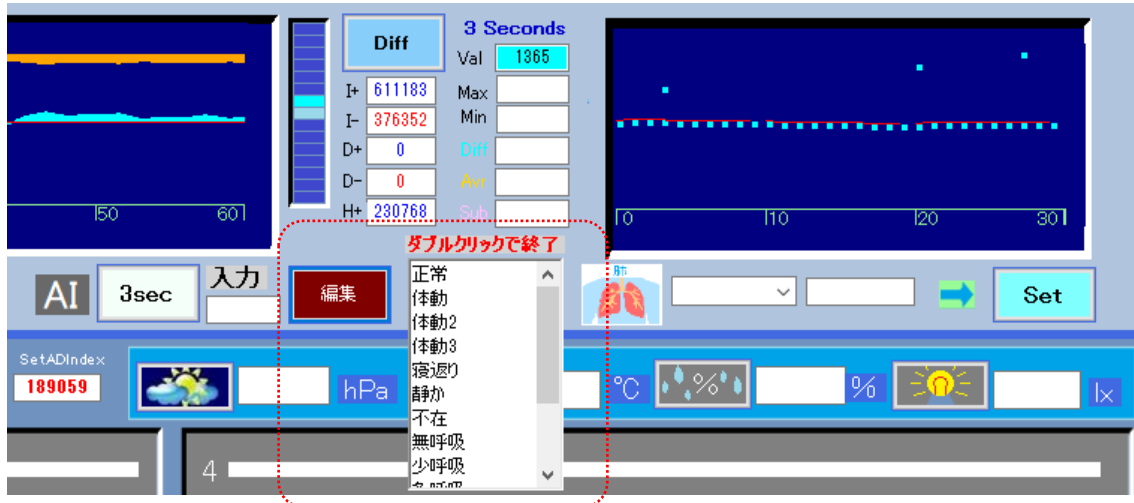 Diff
3 Seconds
Val 1365
I+ 611183
Max
I- 376352
Min
D+ 0
Diff
D- 0
Avr
H+ 230768
Sub
50 60
0 10 20 30
ダブルクリックで終了
AI
3sec
入力
編集
正常
体動
体動2
体動3
寝返り
静か
不在
無呼吸
少呼吸
肺
Set
SetADIndex
189059
hPa
℃
%
%
lx
4